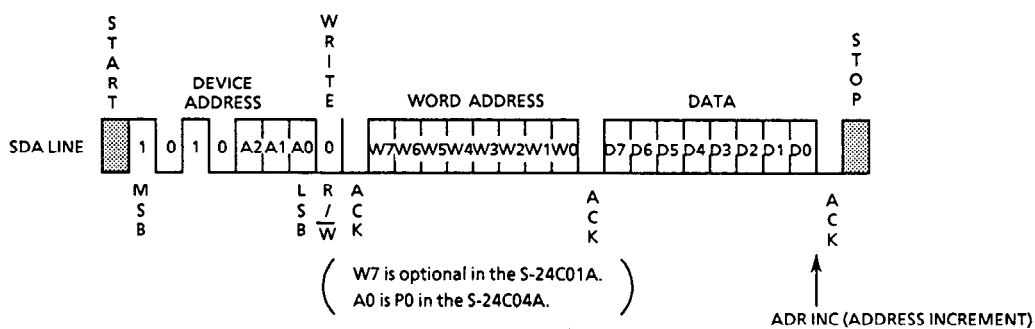 START
WRITE
STOP
DEVICE
ADDRESS
WORD ADDRESS
DATA
SDA LINE
1 0 1 0 A2 A1 A0 0 W7 W6 W5 W4 W3 W2 W1 W0 D7 D6 D5 D4 D3 D2 D1 D0
MSB
LSB
R/W
ACK
ACK
ACK
W7 is optional in the S-24C01A.
A0 is P0 in the S-24C04A.
ADR INC (ADDRESS INCREMENT)